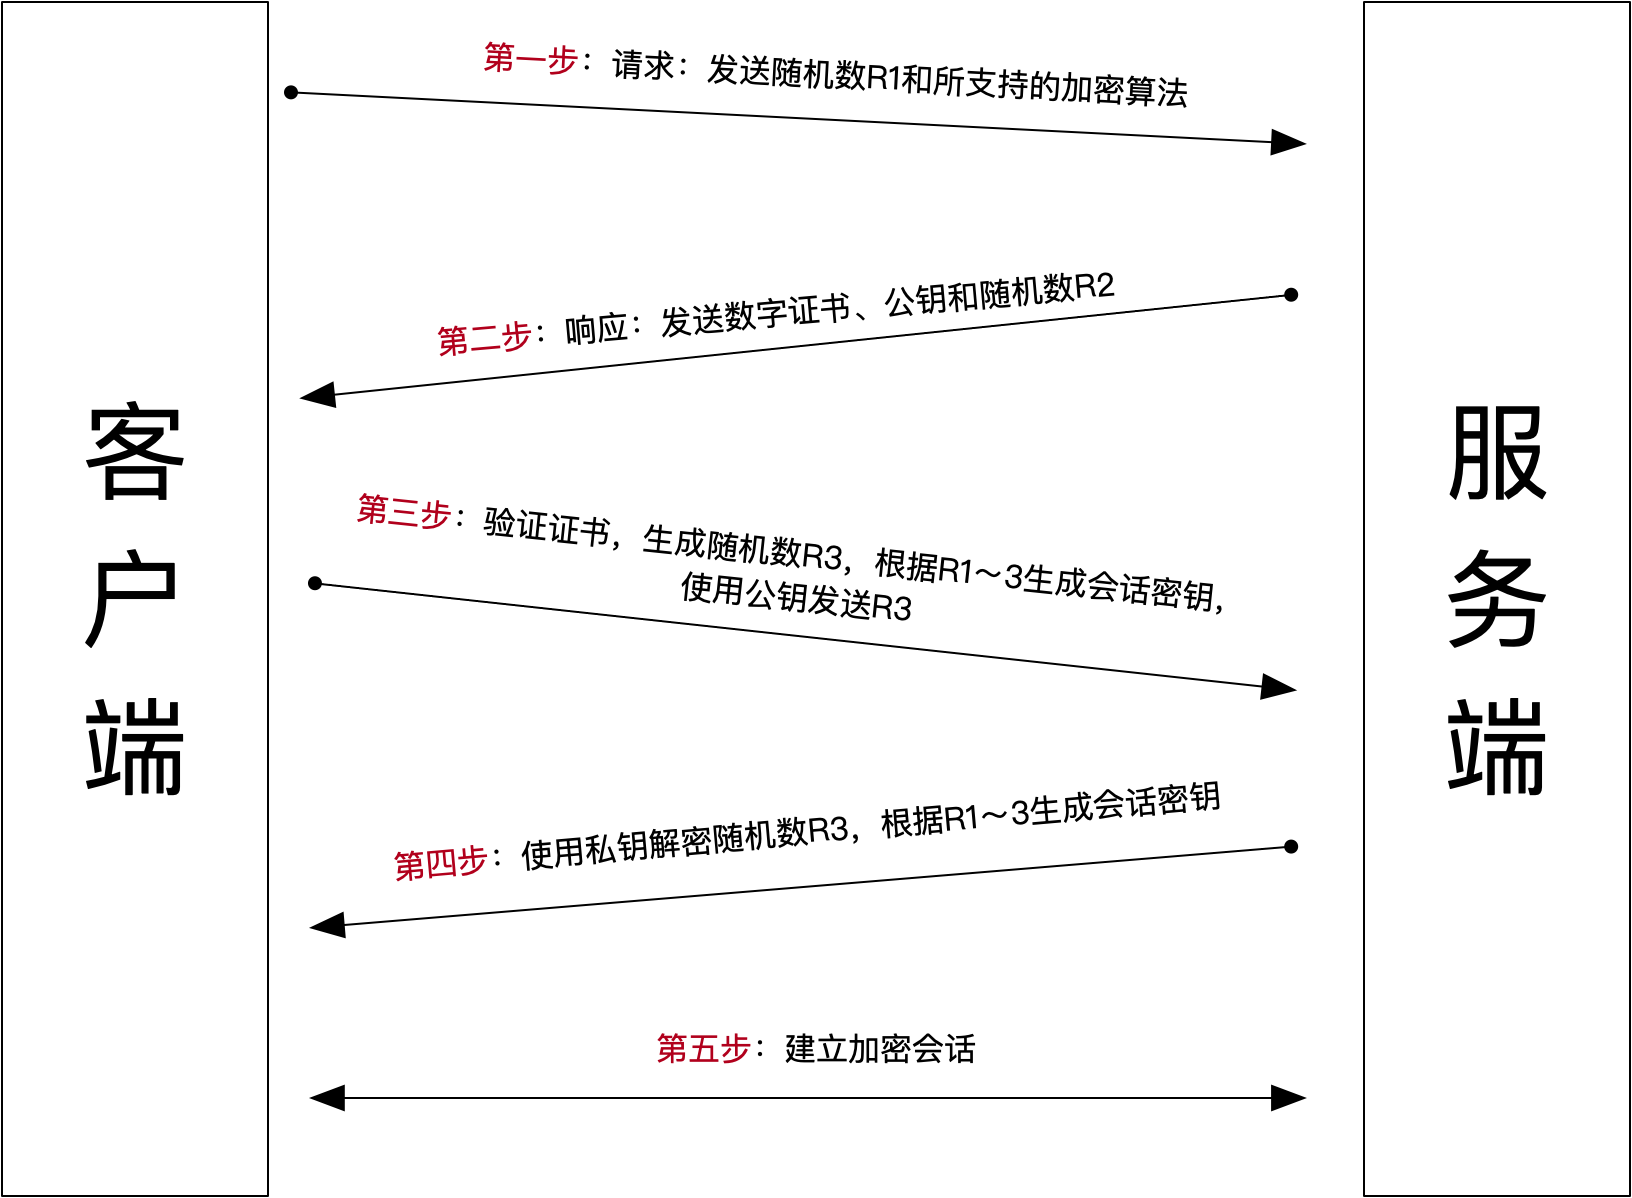 第一步：请求：发送随机数R1和所支持的加密算法
第二步：响应：发送数字证书、公钥和随机数R2
客户端
服务端
第三步：验证证书，生成随机数R3，根据R1～3生成会话密钥，
使用公钥发送R3
第四步：使用私钥解密随机数R3，根据R1～3生成会话密钥
第五步：建立加密会话